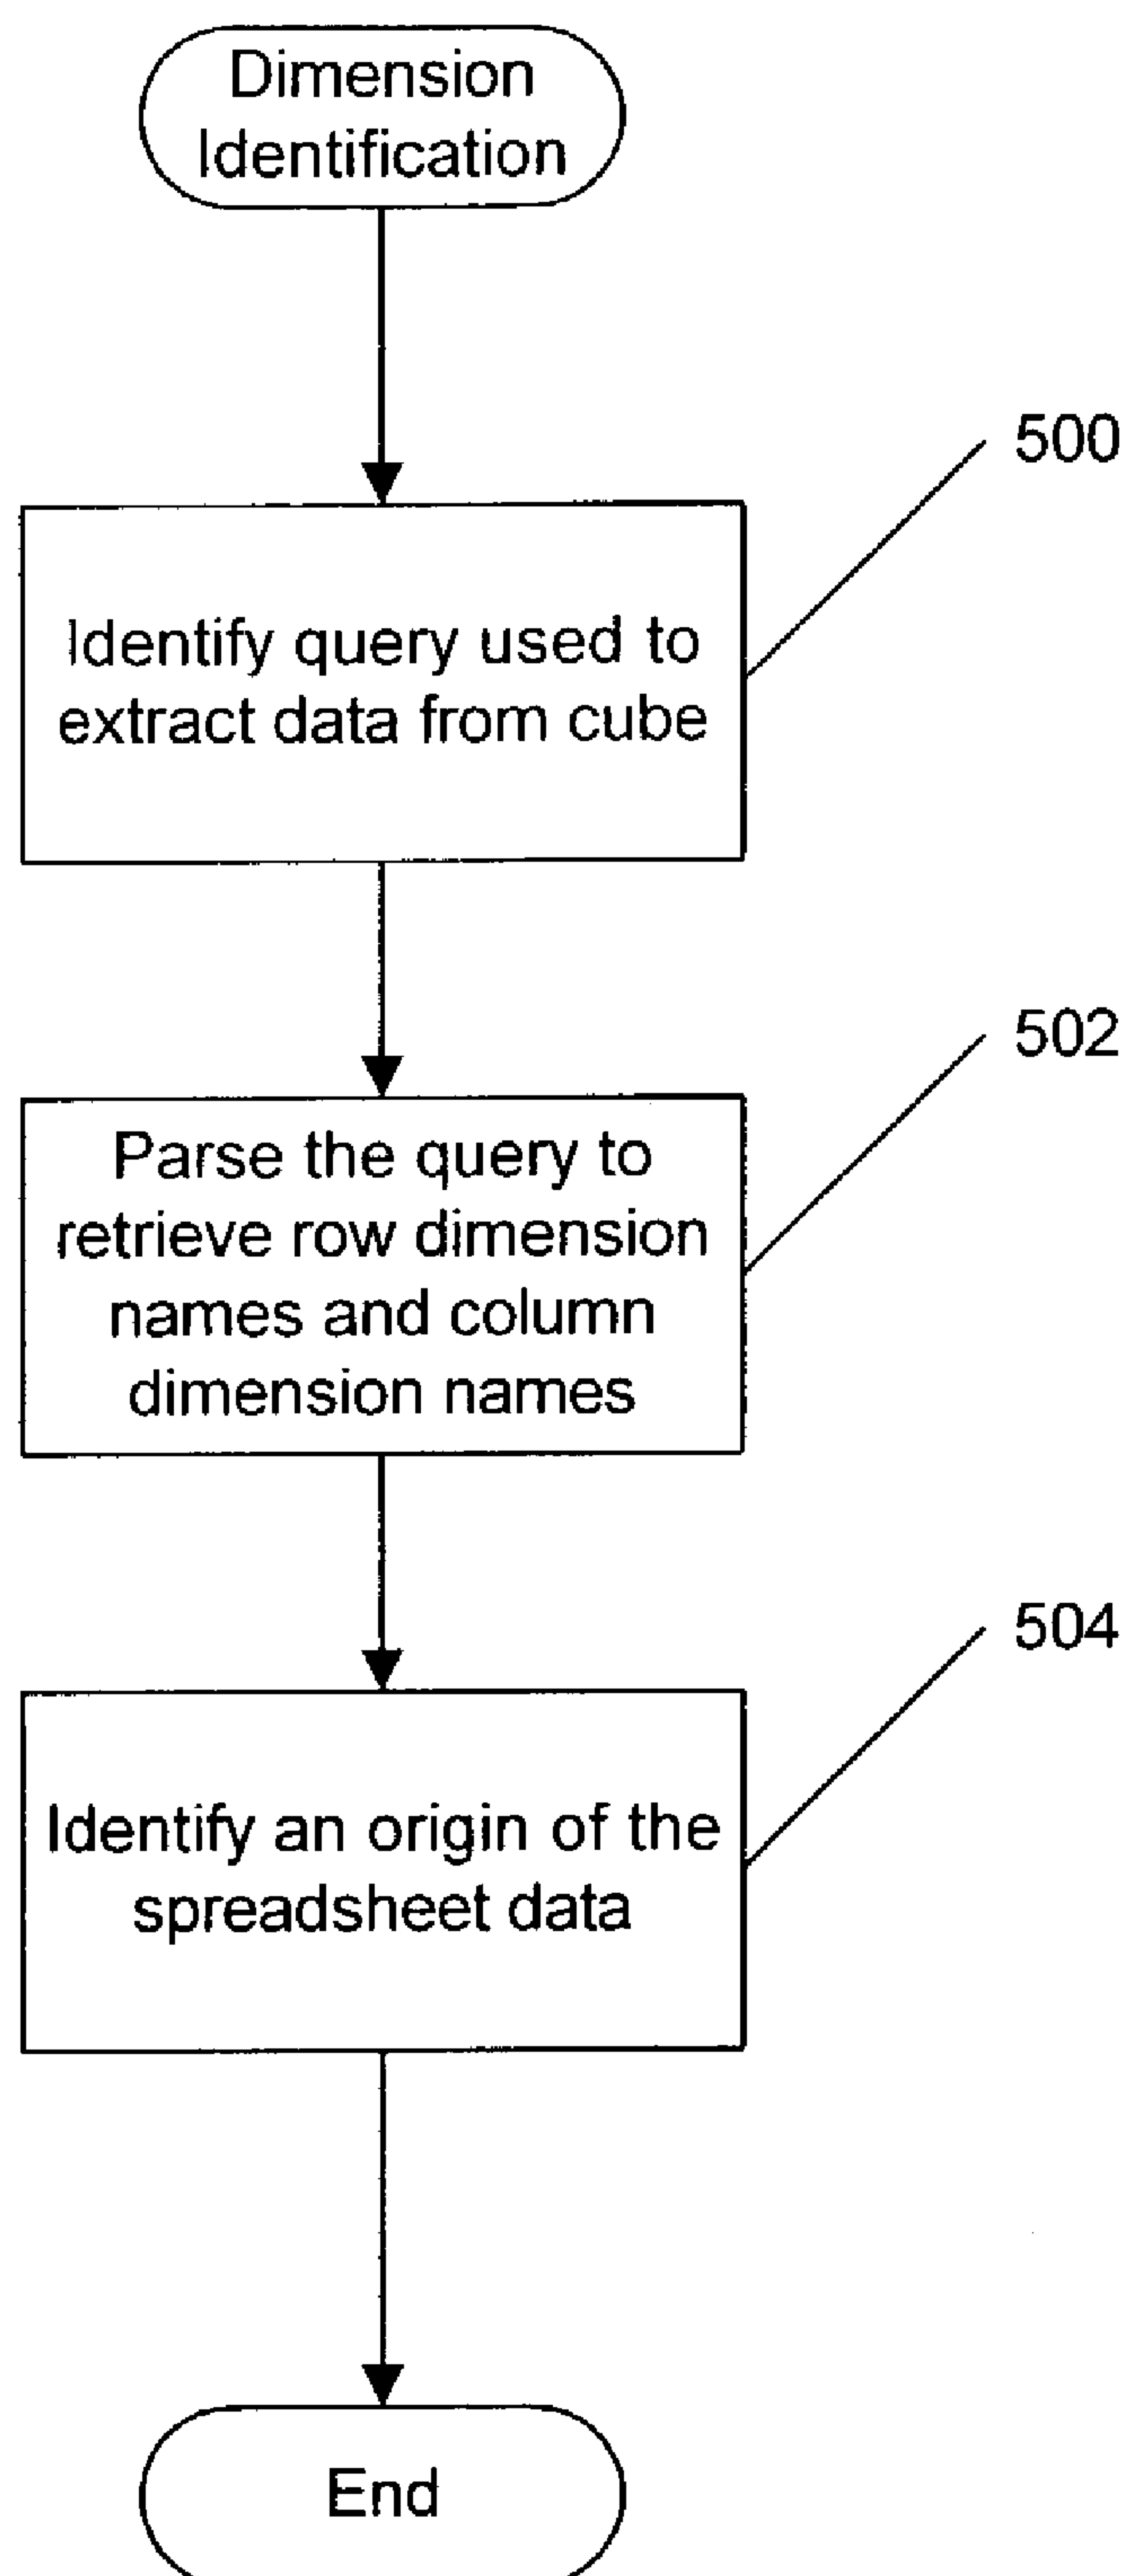 Dimension
Identification
500
Identify query used to
extract data from cube
502
Parse the query to
retrieve row dimension
names and column
dimension names
504
Identify an origin of the
spreadsheet data
End